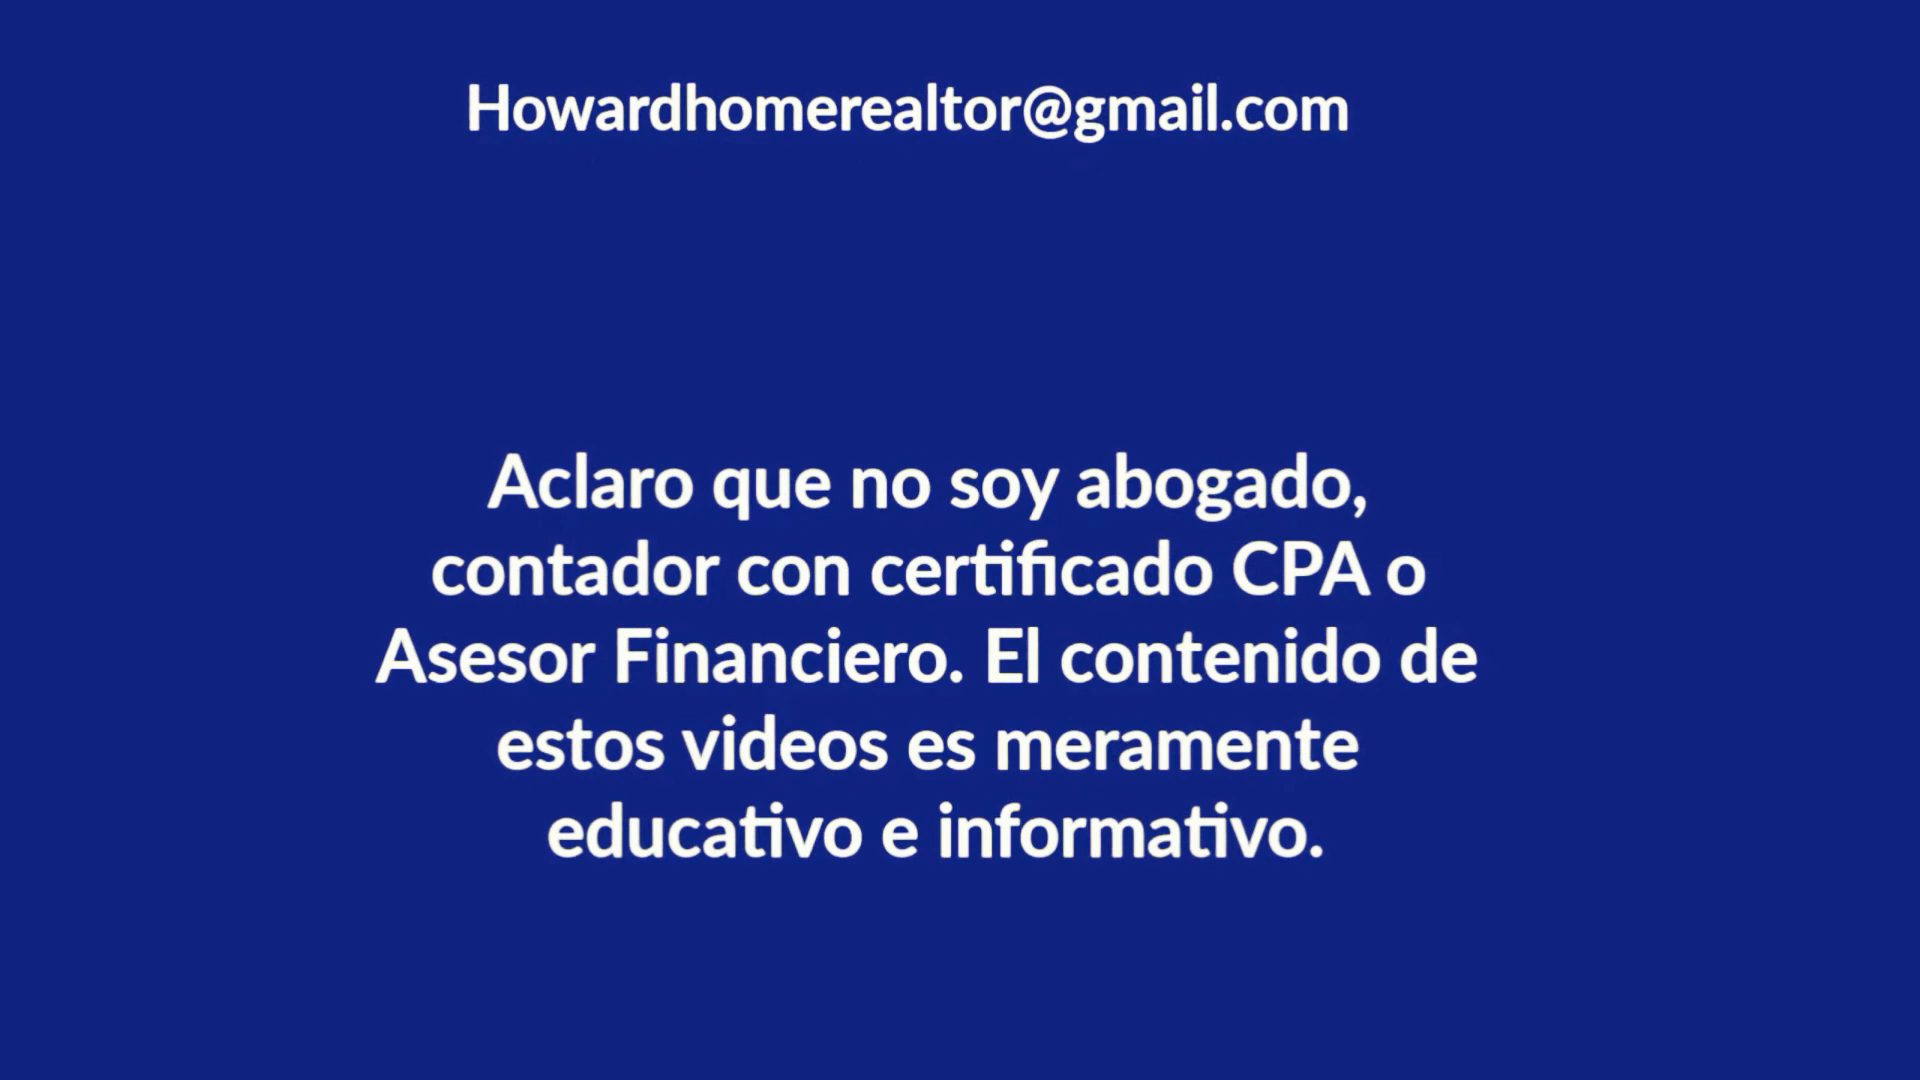 Howardhomerealtor@gmail.com
Aclaro que no soy abogado,
contador con certificado CPA o
Asesor Financiero. El contenido de
estos videos es meramente
educativo e informativo.